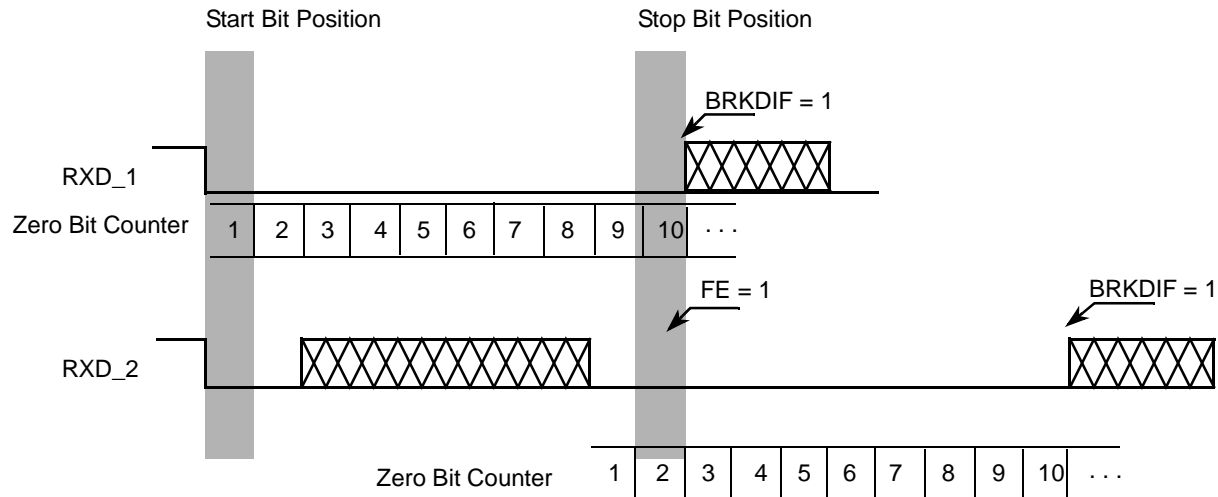 Start Bit Position
Stop Bit Position
BRKDIF = 1
RXD_1
Zero Bit Counter 1 2 3 4 5 6 7 8 9 10 . . .
FE = 1
BRKDIF = 1
RXD_2
Zero Bit Counter 1 2 3 4 5 6 7 8 9 10 . . .